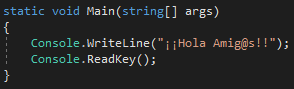 static void Main(string[] args)
{
Console.WriteLine("¡¡Hola Amig@s!!");
Console.ReadKey();
}